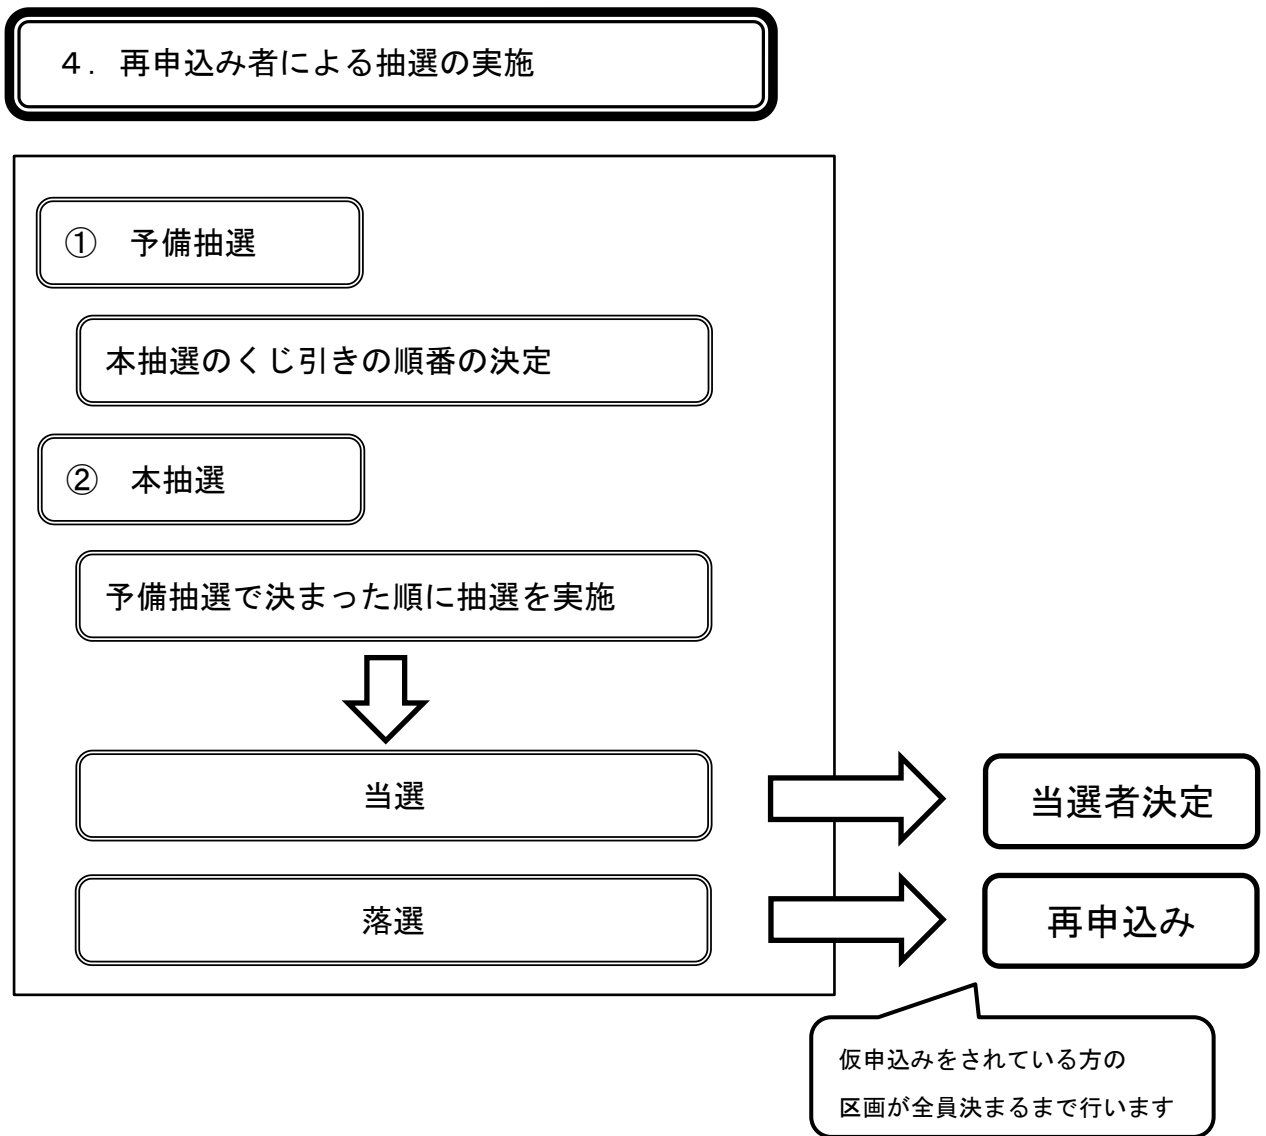 ４．再申込み者による抽選の実施
①　予備抽選
本抽選のくじ引きの順番の決定
②　本抽選
予備抽選で決まった順に抽選を実施
当選
当選者決定
落選
再申込み
仮申込みをされている方の
区画が全員決まるまで行います